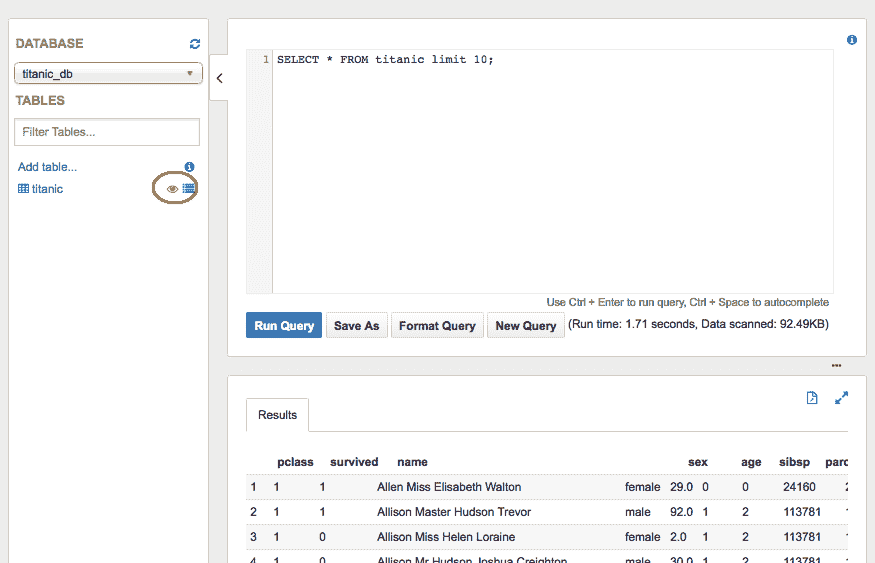 DATABASE
titanic_db
TABLES
Filter Tables...
Add table...
titanic
1 SELECT * FROM titanic limit 10;
Use Ctrl + Enter to run query, Ctrl + Space to autocomplete
Run Query Save As Format Query New Query (Run time: 1.71 seconds, Data scanned: 92.49KB)
Results
pclass survived name sex age sibsp
1 1 1 Allen Miss Elisabeth Walton female 29.0 0 0 24160
2 1 1 Allison Master Hudson Trevor male 92.0 1 2 113781
3 1 0 Allison Miss Helen Loraine female 2.0 1 2 113781
4 1 0 Allison Mr Hudson Joshua Creighton male 30.0 1 2 113781